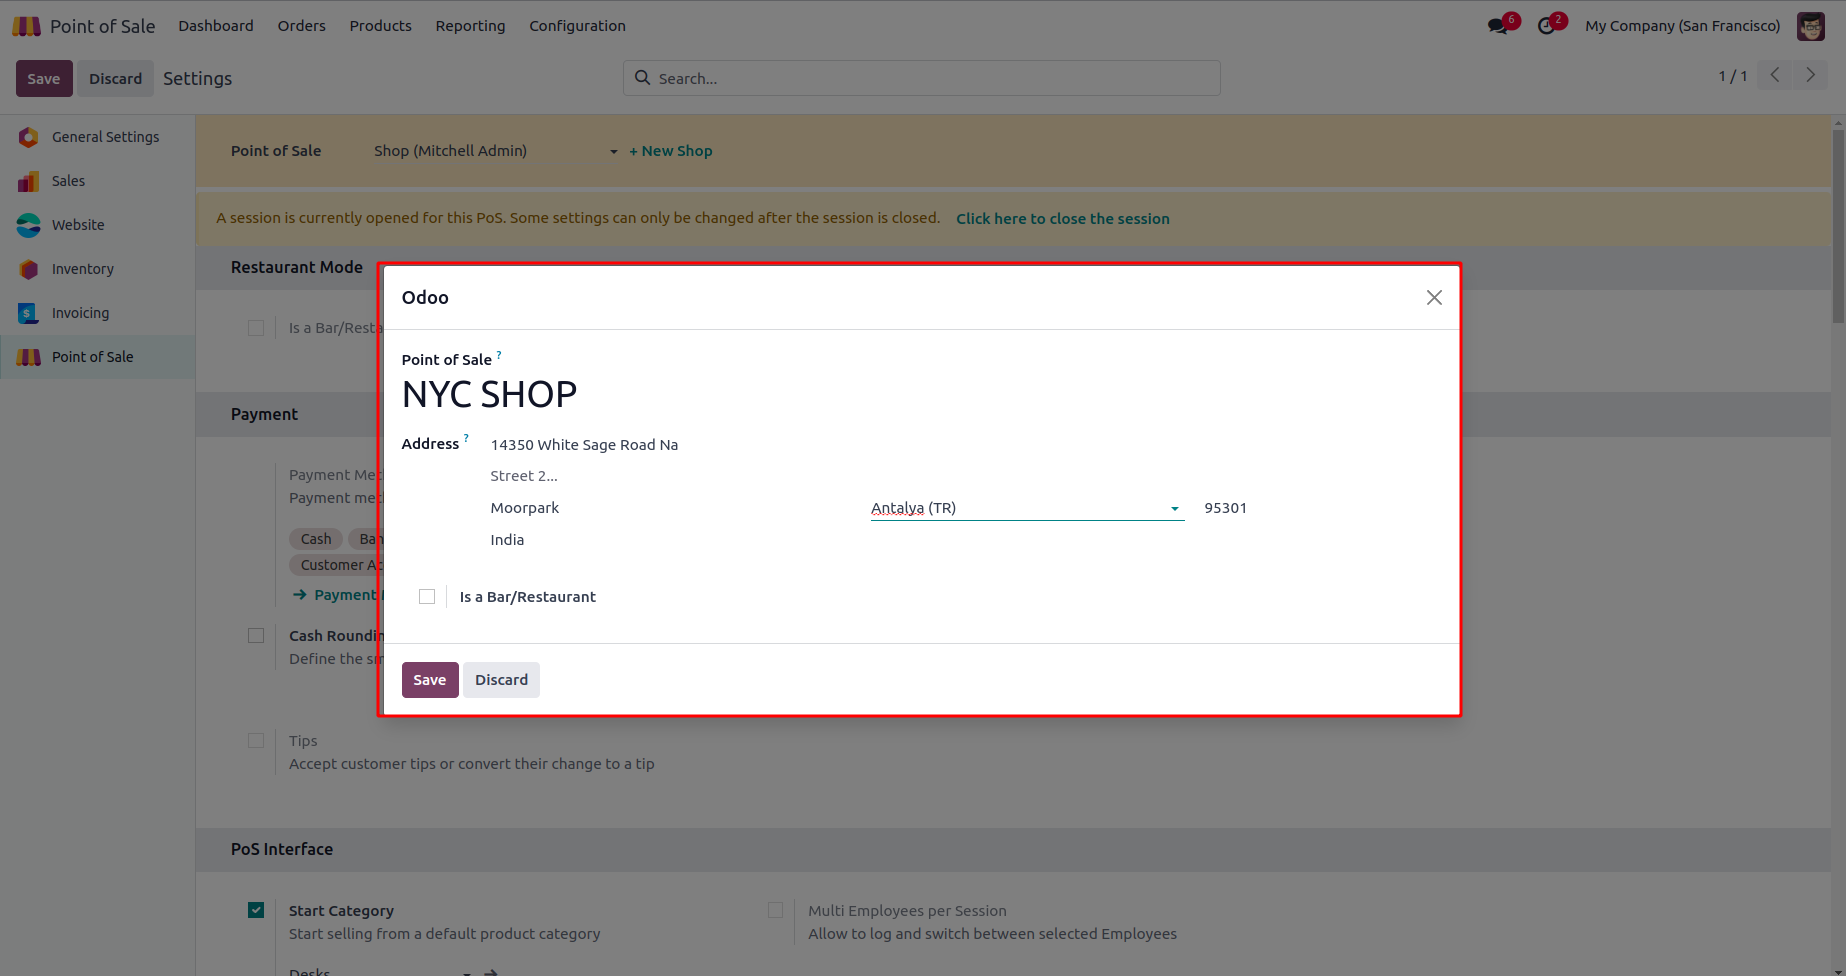 Point of Sale Dashboard Orders Products Reporting Configuration 6 2 My Company (San Francisco)
Save Discard Settings Search... 1 / 1
General Settings
Sales
Website
Inventory
Invoicing
Point of Sale
Point of Sale Shop (Mitchell Admin) + New Shop
A session is currently opened for this PoS. Some settings can only be changed after the session is closed. Click here to close the session
Restaurant Mode
Is a Bar/Resta
Payment
Payment Met
Payment met
Cash Ban
Customer Ac
Payment
Cash Roundin
Define the sm
Odoo
Point of Sale ?
NYC SHOP
Address ? 14350 White Sage Road Na
Street 2...
Moorpark Antalya (TR) 95301
India
Is a Bar/Restaurant
Save Discard
Tips
Accept customer tips or convert their change to a tip
PoS Interface
Start Category Multi Employees per Session
Start selling from a default product category Allow to log and switch between selected Employees
Desks